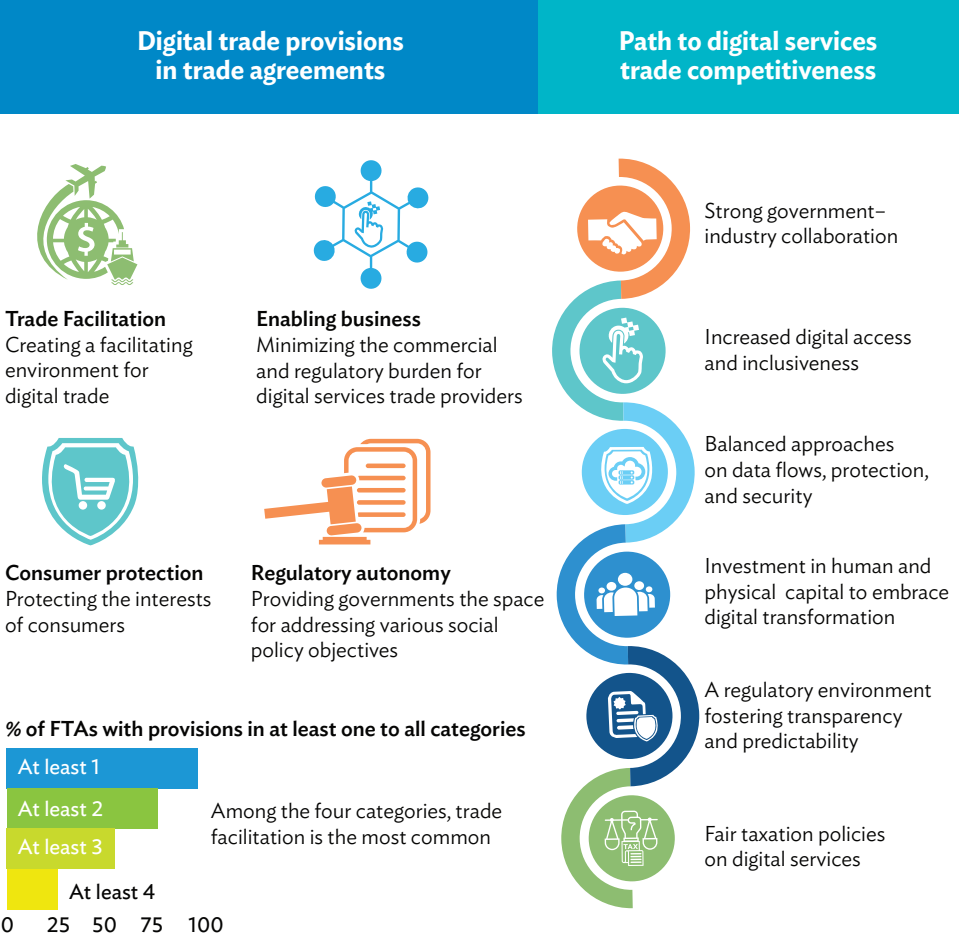 Digital trade provisions
in trade agreements
Path to digital services
trade competitiveness
$
Trade Facilitation
Creating a facilitating
environment for
digital trade
Enabling business
Minimizing the commercial
and regulatory burden for
digital services trade providers
Consumer protection
Protecting the interests
of consumers
Regulatory autonomy
Providing governments the space
for addressing various social
policy objectives
% of FTAs with provisions in at least one to all categories
At least 1
At least 2
At least 3
At least 4
0 25 50 75 100
Among the four categories, trade
facilitation is the most common
Strong government–
industry collaboration
Increased digital access
and inclusiveness
Balanced approaches
on data flows, protection,
and security
Investment in human and
physical capital to embrace
digital transformation
A regulatory environment
fostering transparency
and predictability
TAX
Fair taxation policies
on digital services